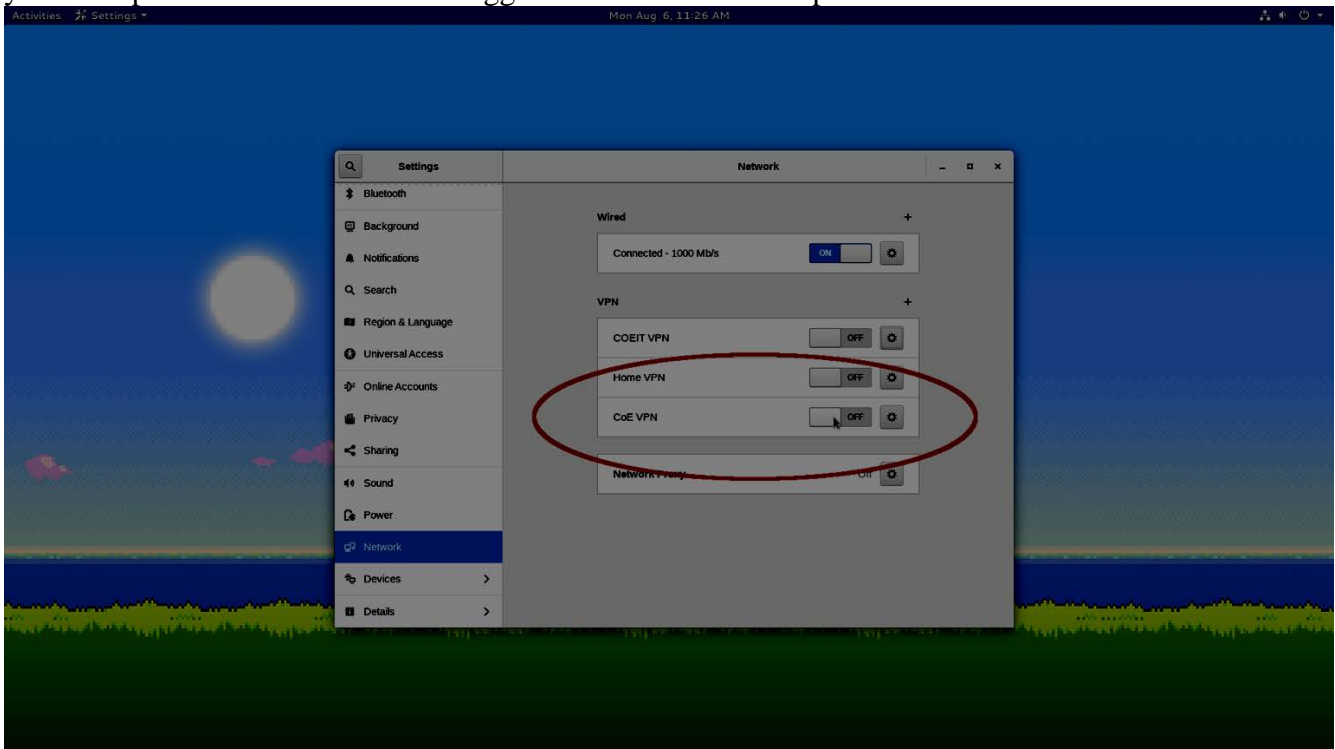 Activities Settings Mon Aug 6, 11:26 AM
Settings Network
Bluetooth
Background
Notifications
Search
Region & Language
Universal Access
Online Accounts
Privacy
Sharing
Sound
Power
Network
Devices
Details
Wired
Connected - 1000 Mb/s ON
VPN
COEIT VPN OFF
Home VPN OFF
CoE VPN OFF
Network Proxy Off